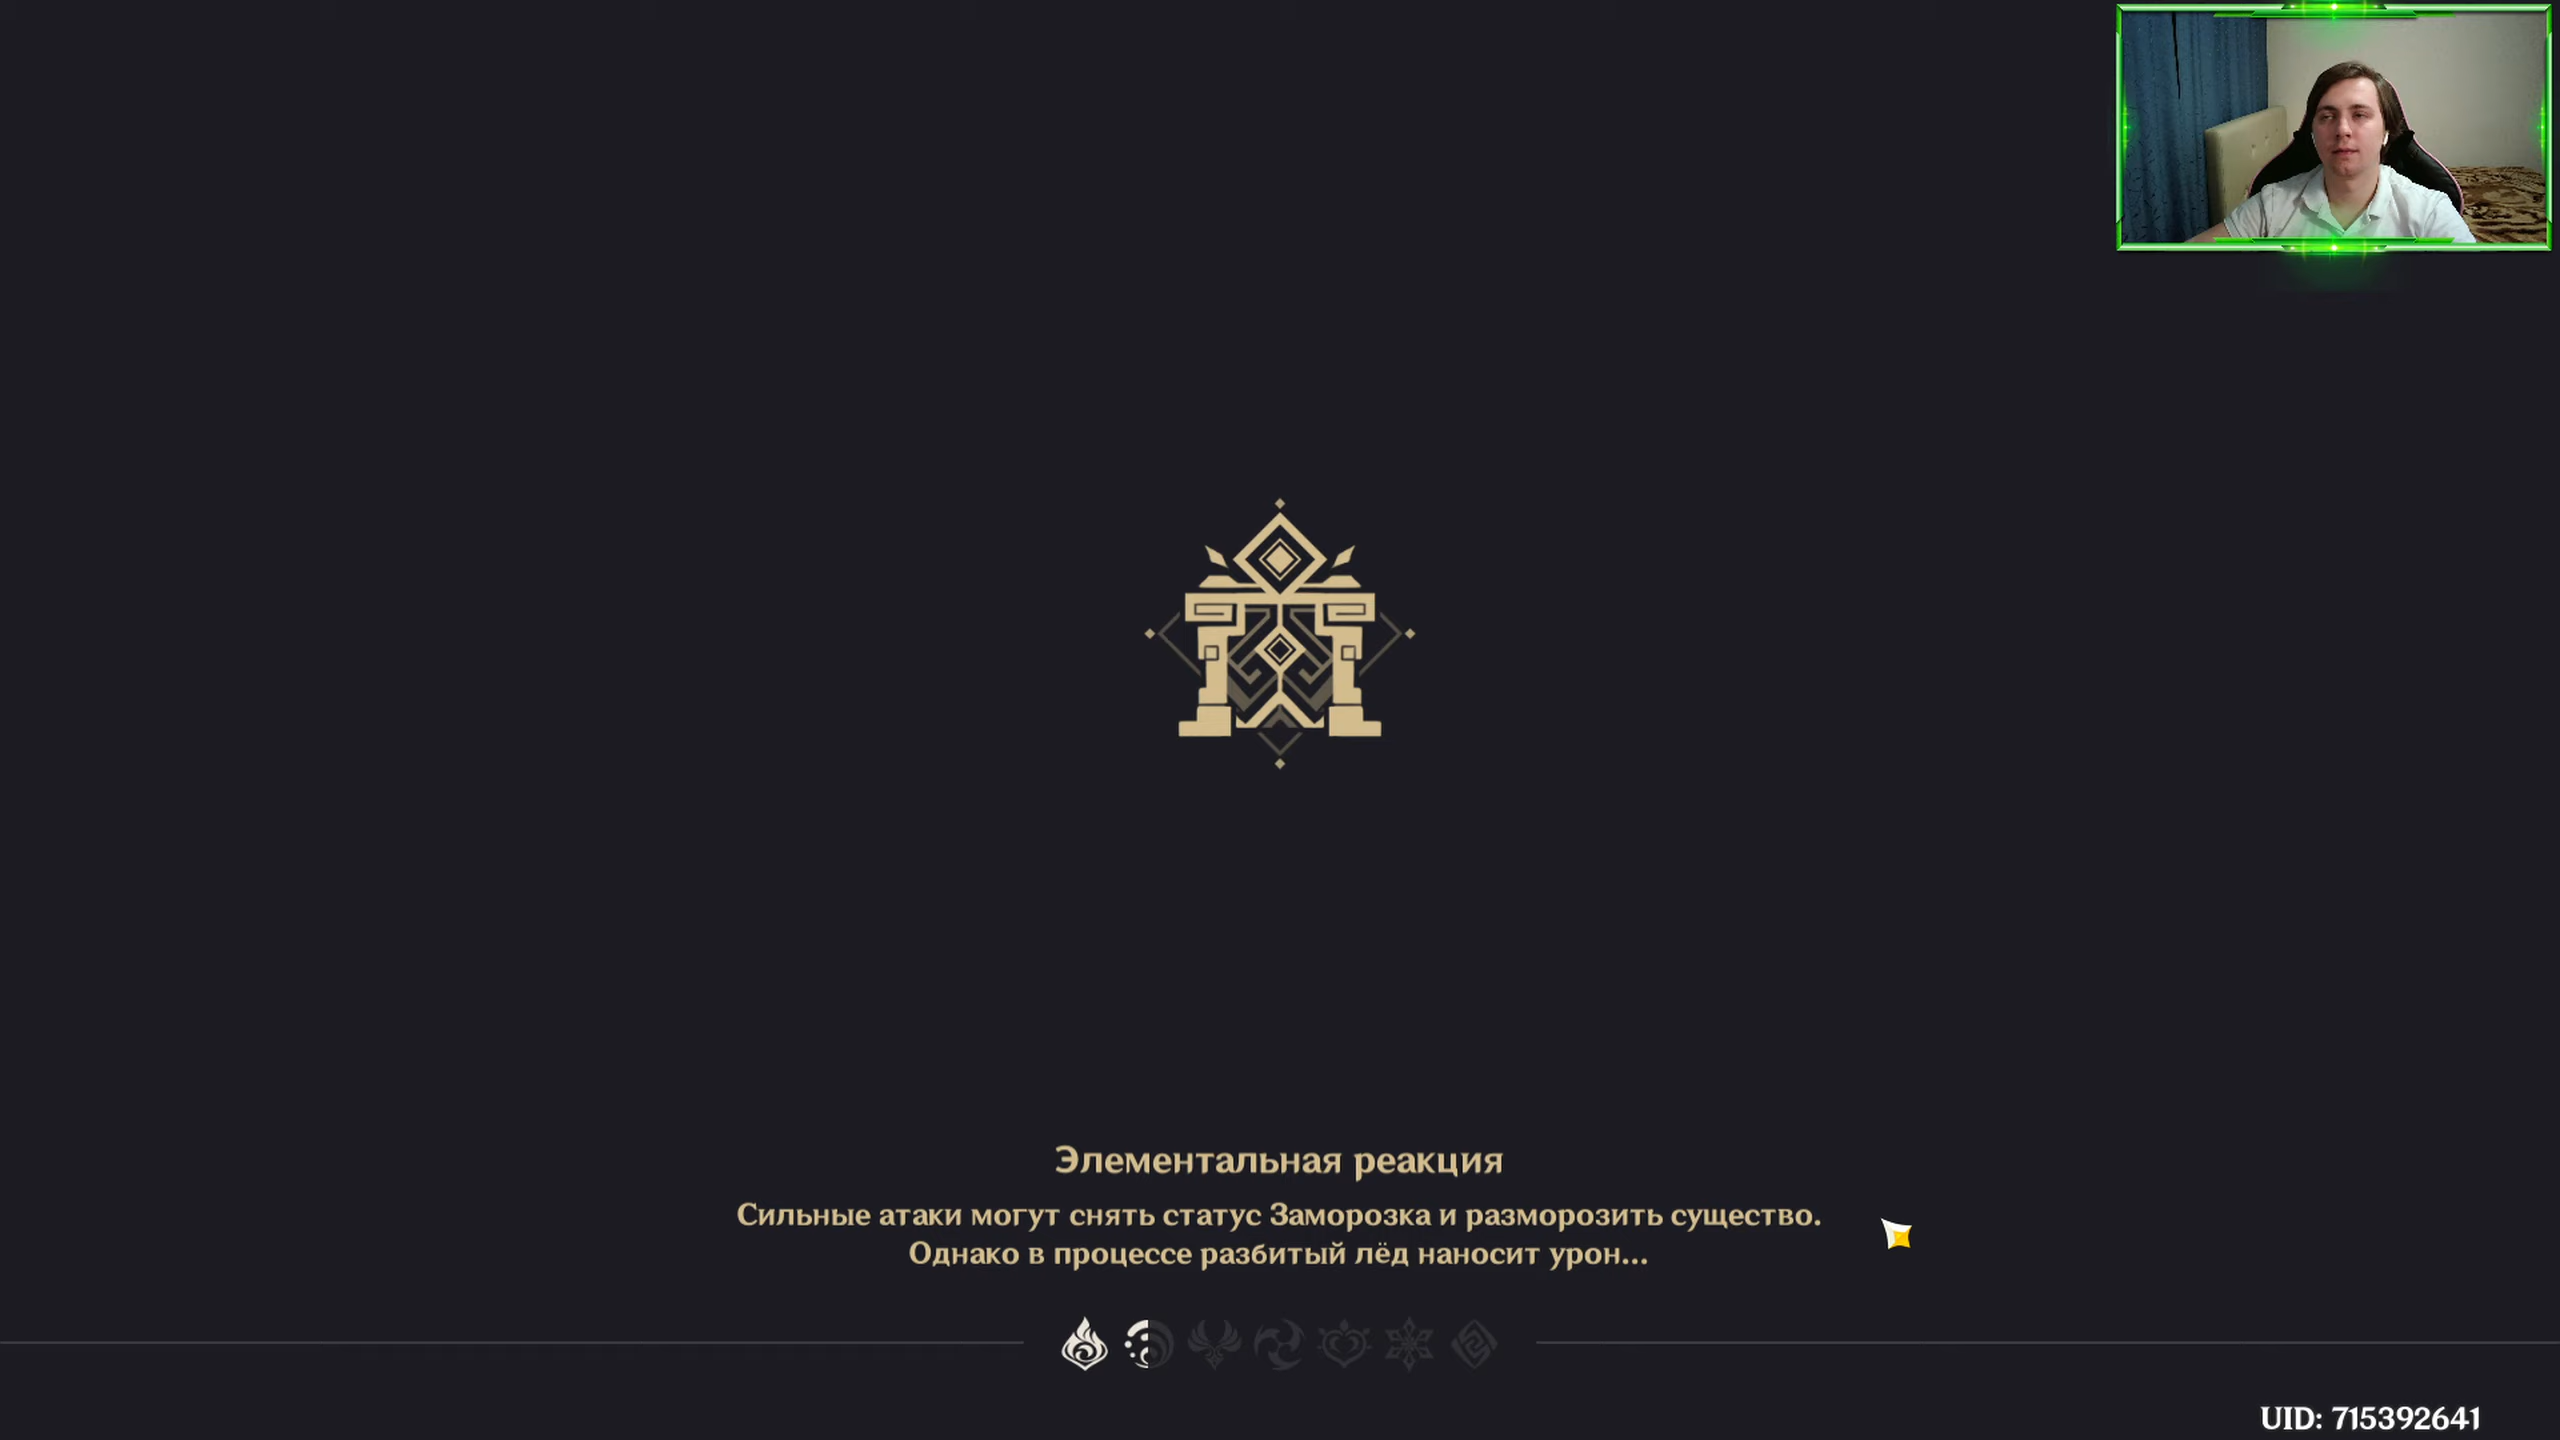 Элементальная реакция
Сильные атаки могут снять статус Заморозка и разморозить существо.
Однако в процессе разбитый лёд наносит урон...
UID: 715392641